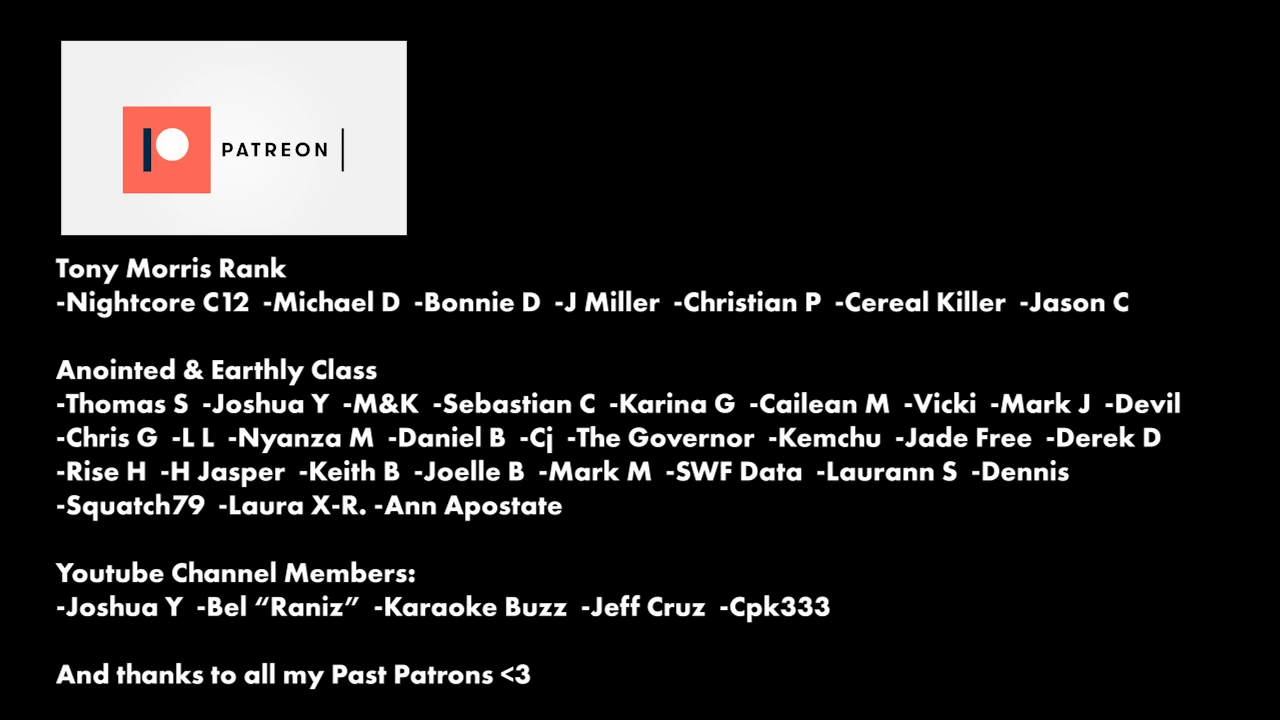 PATREON
Tony Morris Rank
-Nightcore C12 -Michael D -Bonnie D -J Miller -Christian P -Cereal Killer -Jason C
Anointed & Earthly Class
-Thomas S -Joshua Y -M&K -Sebastian C -Karina G -Cailean M -Vicki -Mark J -Devil
-Chris G -L L -Nyanza M -Daniel B -Cj -The Governor -Kemchu -Jade Free -Derek D
-Rise H -H Jasper -Keith B -Joelle B -Mark M -SWF Data -Laurann S -Dennis
-Squatch79 -Laura X-R. -Ann Apostate
Youtube Channel Members:
-Joshua Y -Bel “Raniz” -Karaoke Buzz -Jeff Cruz -Cpk333
And thanks to all my Past Patrons <3